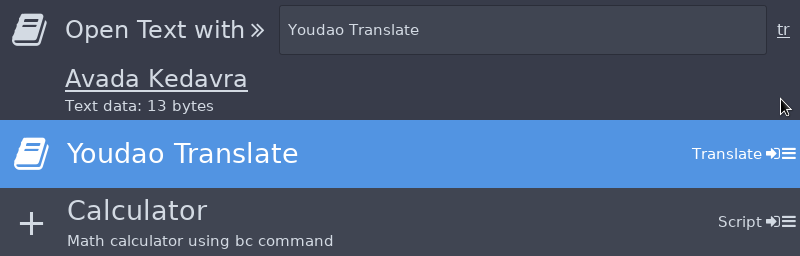 Open Text with » Youdao Translate tr
Avada Kedavra
Text data: 13 bytes
Youdao Translate Translate
Calculator Script
Math calculator using bc command